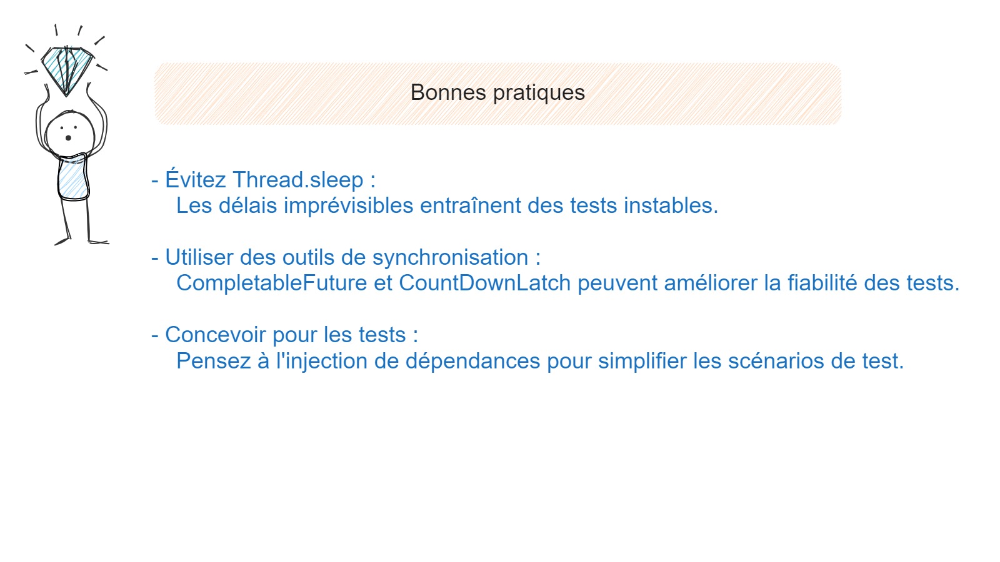 Bonnes pratiques
- Évitez Thread.sleep :
Les délais imprévisibles entraînent des tests instables.
- Utiliser des outils de synchronisation :
CompletableFuture et CountDownLatch peuvent améliorer la fiabilité des tests.
- Concevoir pour les tests :
Pensez à l'injection de dépendances pour simplifier les scénarios de test.